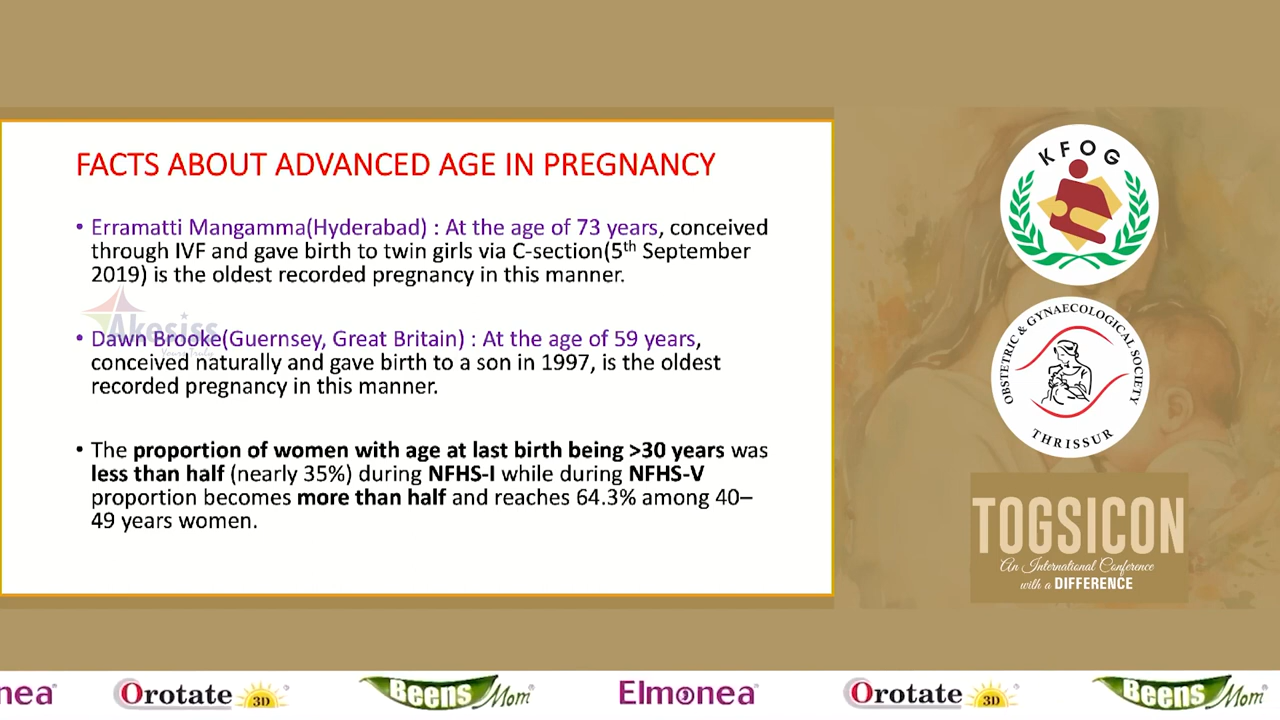 FACTS ABOUT ADVANCED AGE IN PREGNANCY
• Erramatti Mangamma(Hyderabad) : At the age of 73 years, conceived
through IVF and gave birth to twin girls via C-section(5th September
2019) is the oldest recorded pregnancy in this manner.
• Dawn Brooke(Guernsey, Great Britain) : At the age of 59 years,
conceived naturally and gave birth to a son in 1997, is the oldest
recorded pregnancy in this manner.
• The proportion of women with age at last birth being >30 years was
less than half (nearly 35%) during NFHS-I while during NFHS-V
proportion becomes more than half and reaches 64.3% among 40–
49 years women.
Akesiss
Yours Truly
KFOG
OBSTETRIC & GYNAECOLOGICAL SOCIETY
THRISSUR
TOGSICON
An International Conference
with a DIFFERENCE
nea Orotate 3D Beens Mom Elmonea Orotate 3D Beens Mom